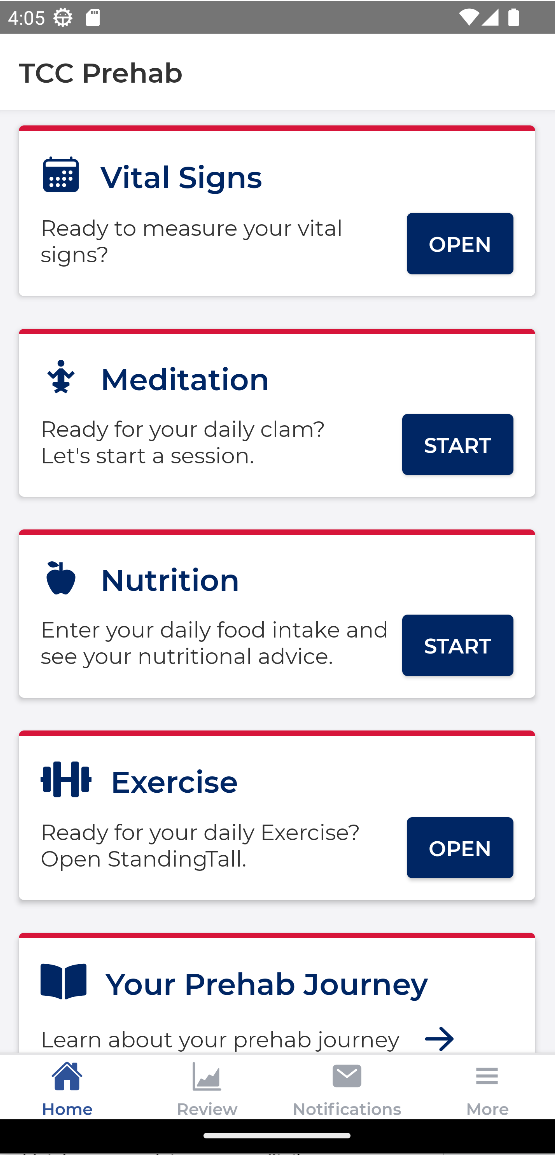 4:05
TCC Prehab
Vital Signs
Ready to measure your vital
signs?
OPEN
Meditation
Ready for your daily clam?
Let's start a session.
START
Nutrition
Enter your daily food intake and
see your nutritional advice.
START
Exercise
Ready for your daily Exercise?
Open StandingTall.
OPEN
Your Prehab Journey
Learn about your prehab journey
Home
Review
Notifications
More